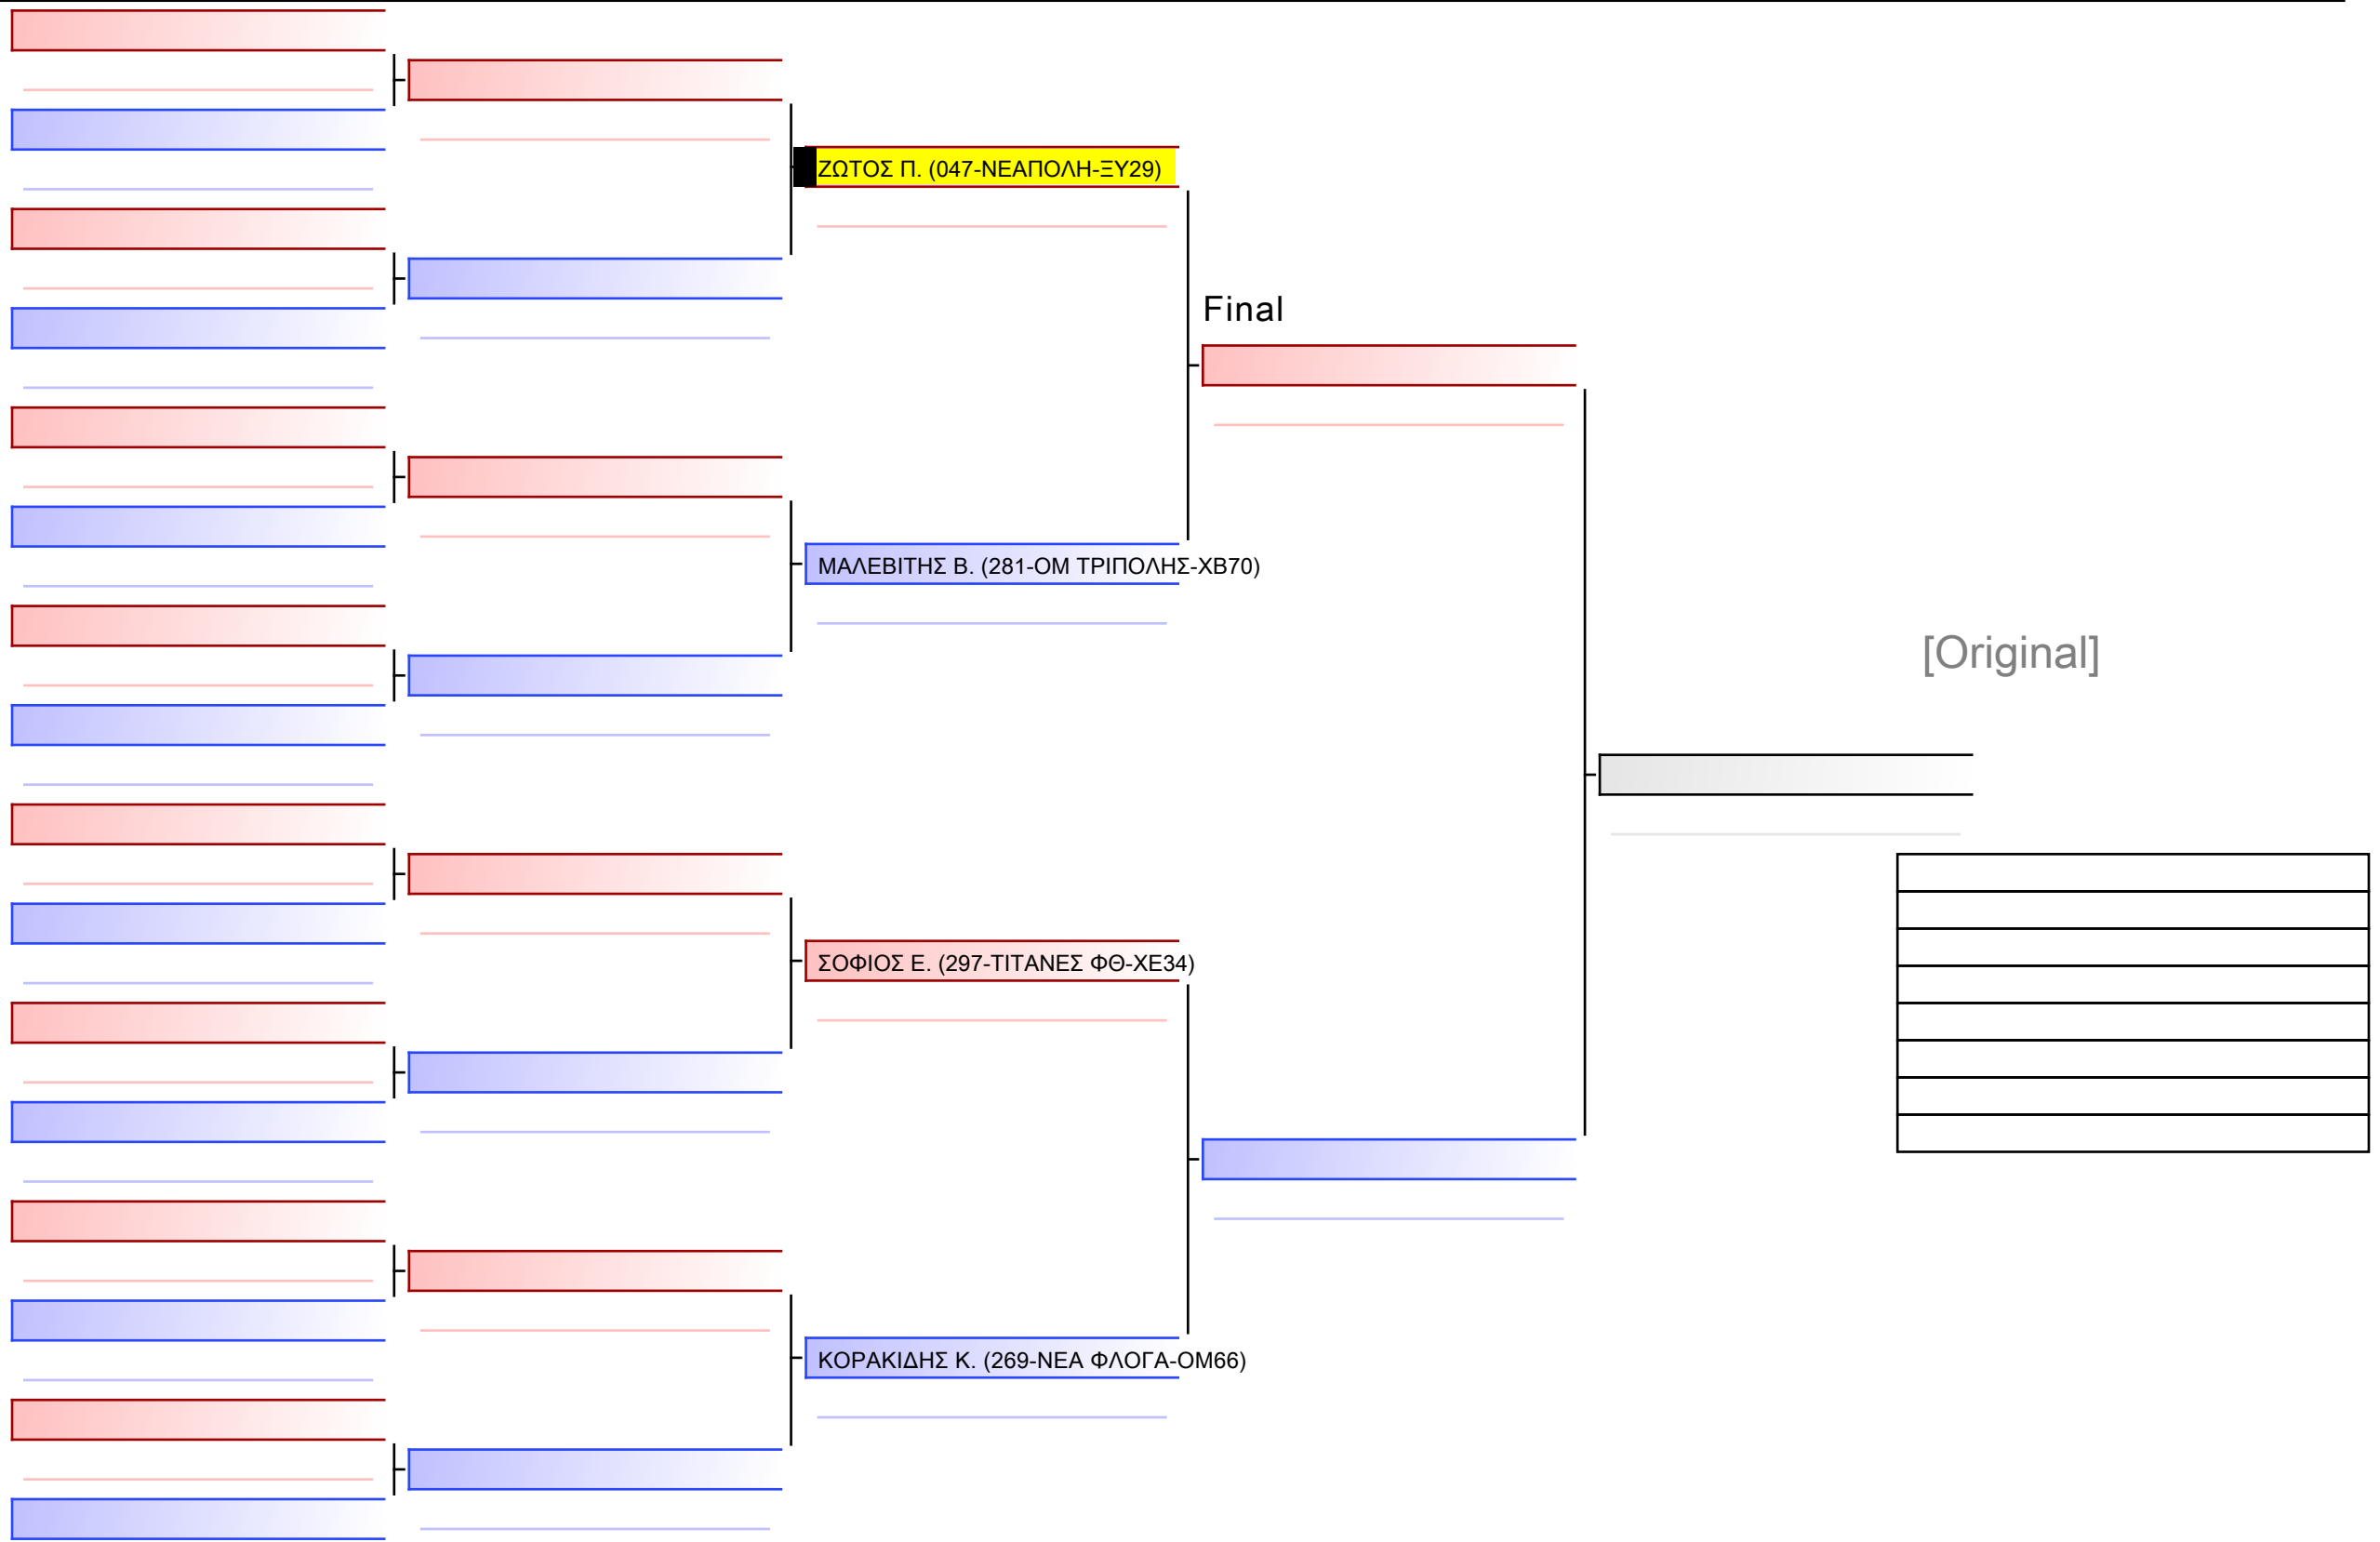 ΖΩΤΟΣ Π. (047-ΝΕΑΠΟΛΗ-ΞΥ29)
Final
ΜΑΛΕΒΙΤΗΣ Β. (281-ΟΜ ΤΡΙΠΟΛΗΣ-ΧΒ70)
[Original]
ΣΟΦΙΟΣ Ε. (297-ΤΙΤΑΝΕΣ ΦΘ-ΧΕ34)
ΚΟΡΑΚΙΔΗΣ Κ. (269-ΝΕΑ ΦΛΟΓΑ-ΟΜ66)